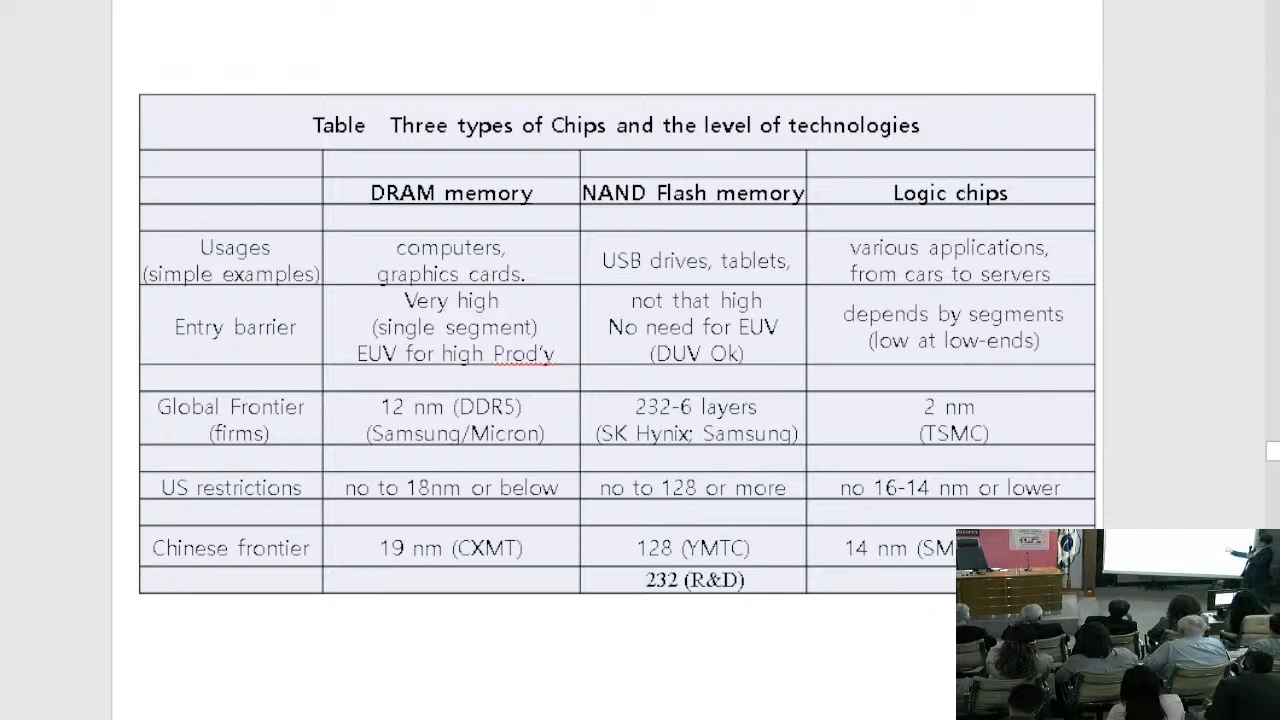 Table Three types of Chips and the level of technologies
DRAM memory NAND Flash memory Logic chips
Usages
(simple examples)
computers,
graphics cards.
USB drives, tablets,
various applications,
from cars to servers
Entry barrier
Very high
(single segment)
EUV for high Prod'y
not that high
No need for EUV
(DUV Ok)
depends by segments
(low at low-ends)
Global Frontier
(firms)
12 nm (DDR5)
(Samsung/Micron)
232-6 layers
(SK Hynix; Samsung)
2 nm
(TSMC)
US restrictions no to 18nm or below no to 128 or more no 16-14 nm or lower
Chinese frontier 19 nm (CXMT) 128 (YMTC) 14 nm (SM
232 (R&D)